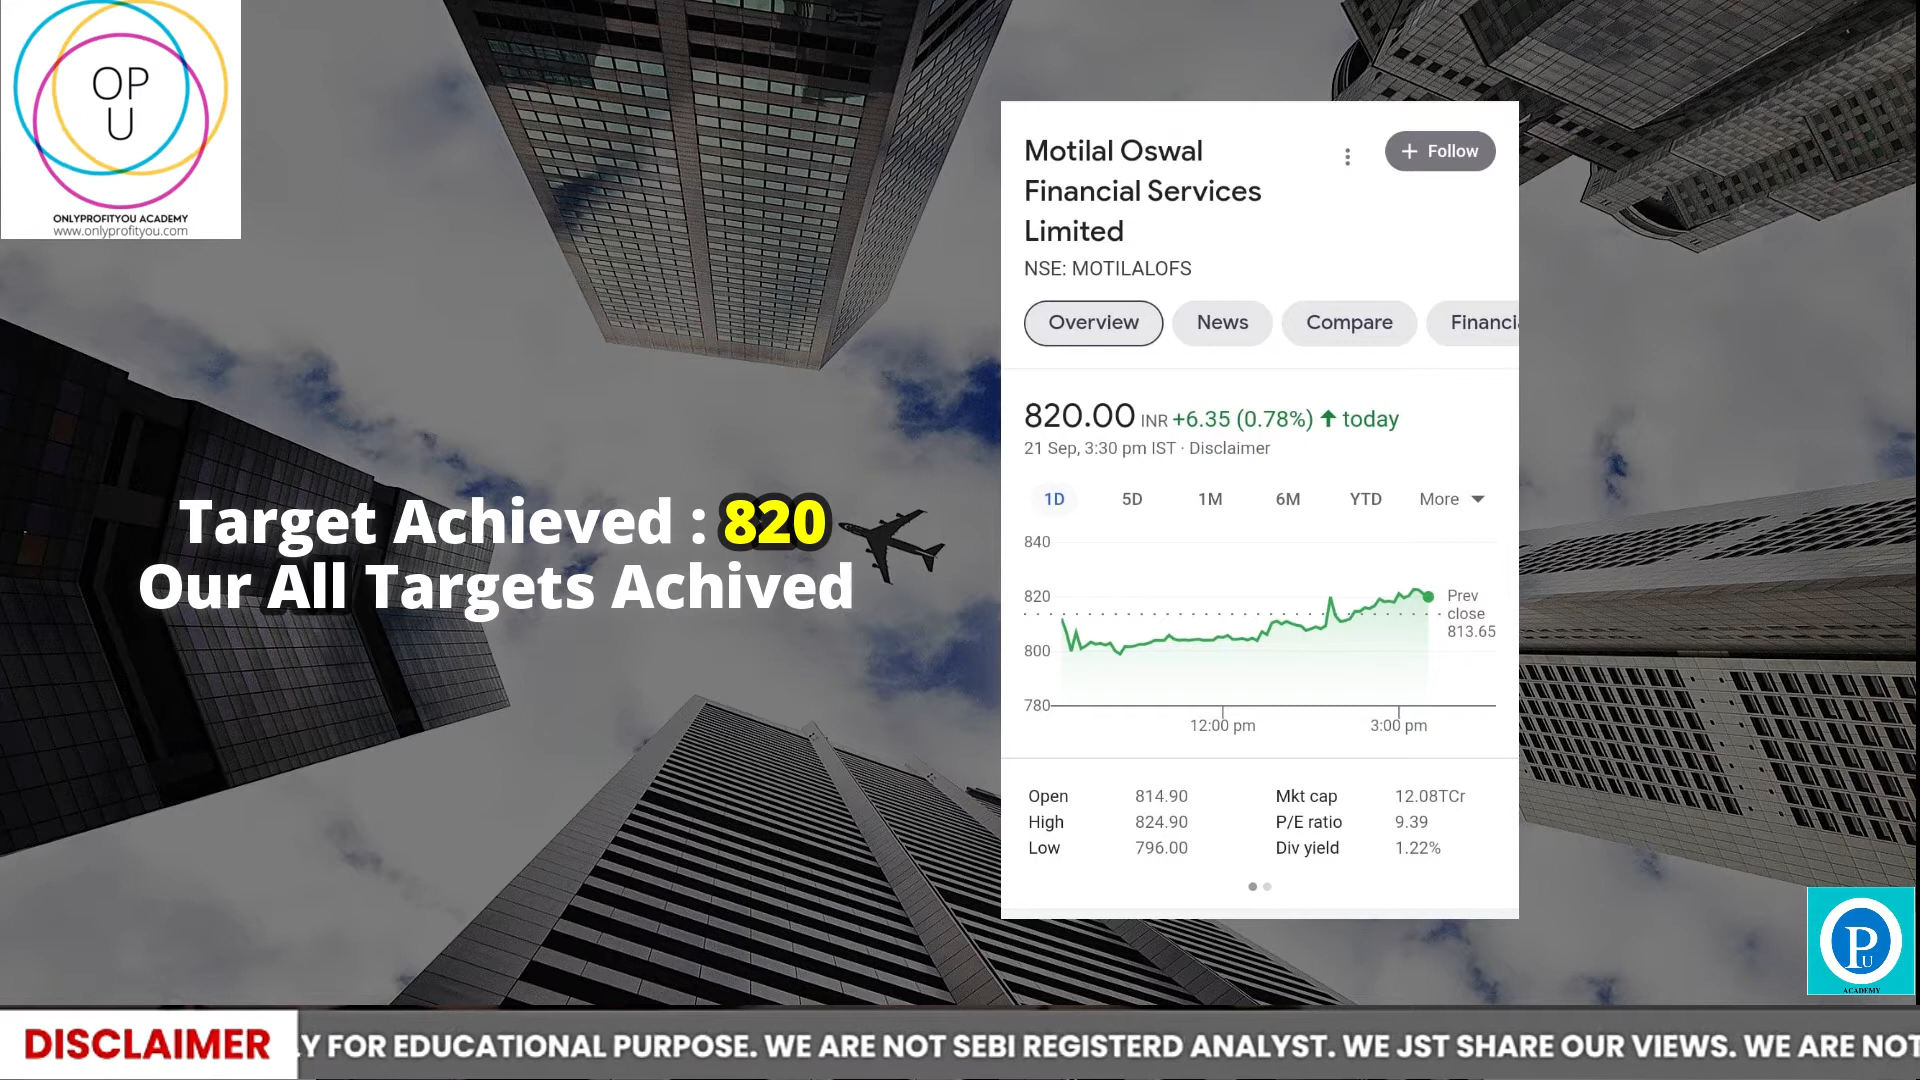 OP
U
ONLYPROFITYOU ACADEMY
www.onlyprofityou.com
Target Achieved : 820
Our All Targets Achived
Motilal Oswal
Financial Services
Limited
+ Follow
NSE: MOTILALOFS
Overview News Compare Financi
820.00 INR +6.35 (0.78%) ↑ today
21 Sep, 3:30 pm IST · Disclaimer
1D 5D 1M 6M YTD More
840
820
800
780
Prev
close
813.65
12:00 pm 3:00 pm
Open 814.90 Mkt cap 12.08TCr
High 824.90 P/E ratio 9.39
Low 796.00 Div yield 1.22%
PU
ACADEMY
DISCLAIMER LY FOR EDUCATIONAL PURPOSE. WE ARE NOT SEBI REGISTERD ANALYST. WE JST SHARE OUR VIEWS. WE ARE NOT